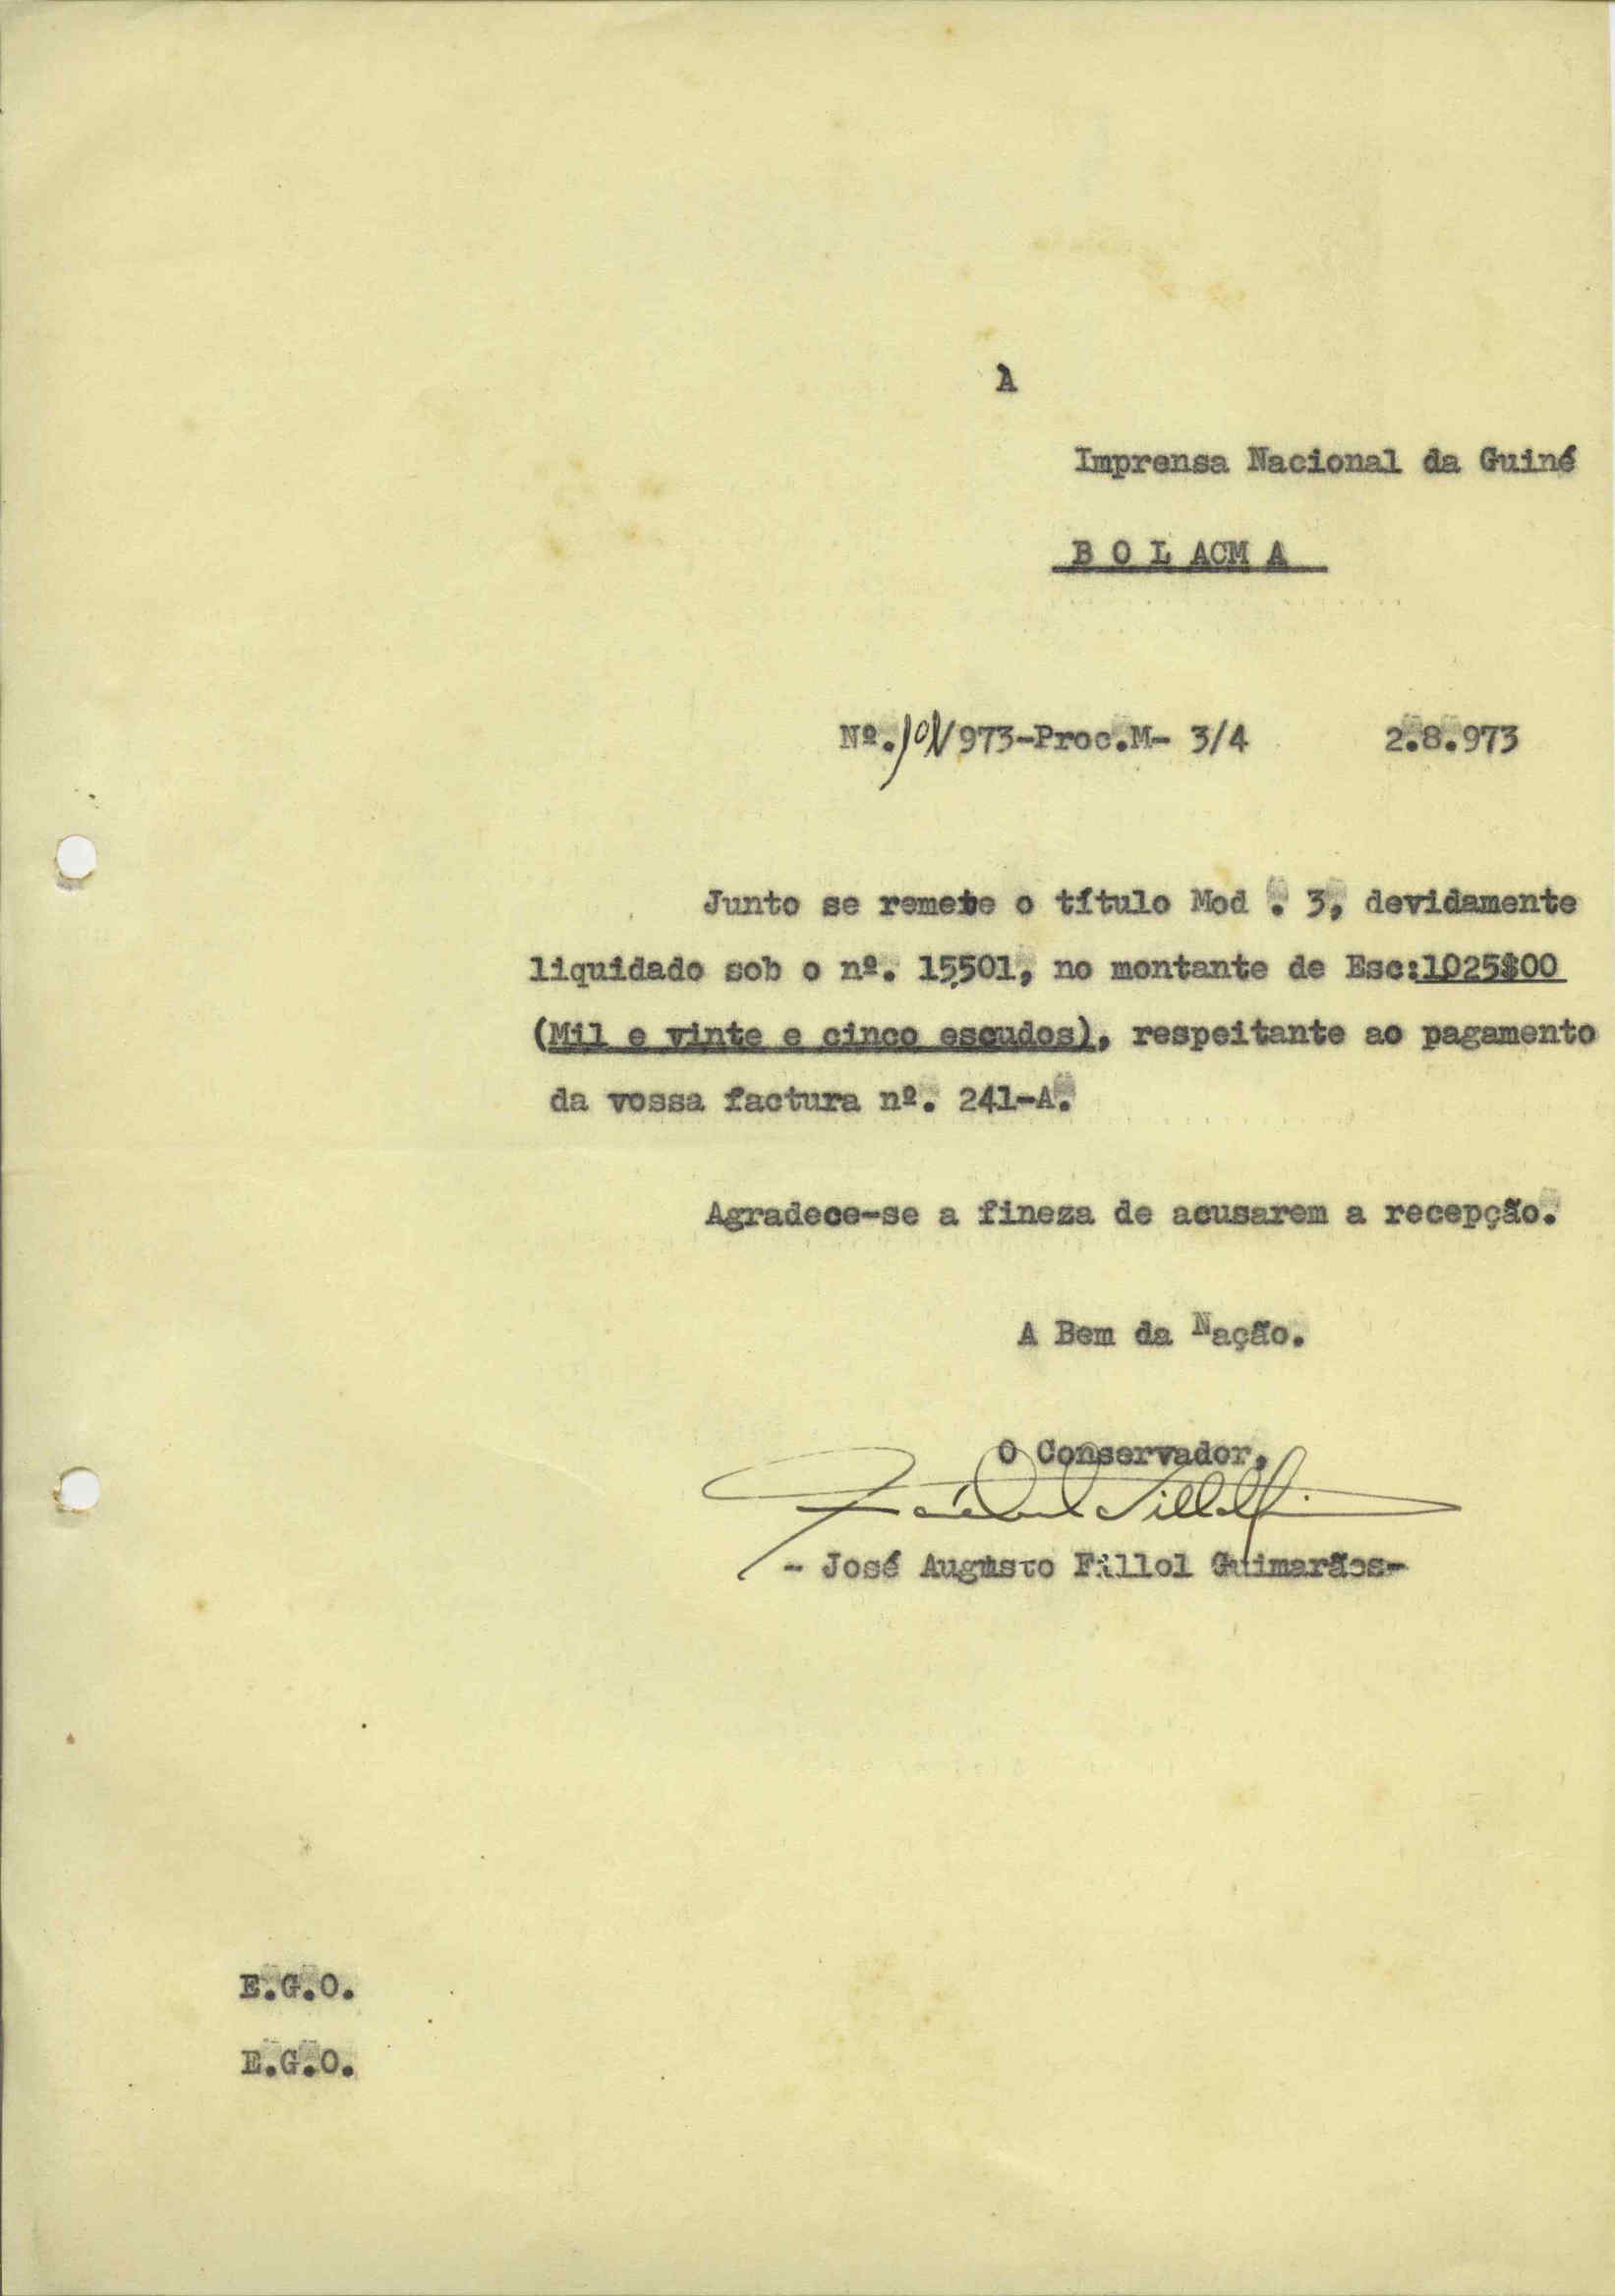 À
Imprensa Nacional da Guiné
B O L ACM A
Nº. 973-Proc.M- 3/4 2.8.973
Junto se remete o título Mod . 3, devidamente
liquidado sob o nº. 15501, no montante de Esc:1025$00
(Mil e vinte e cinco escudos), respeitante ao pagamento
da vossa factura nº. 241-A.
Agradece-se a fineza de acusarem a recepção.
A Bem da Nação.
O Conservador,
- José Augusto Fillol Guimarães-
E.G.O.
E.G.O.